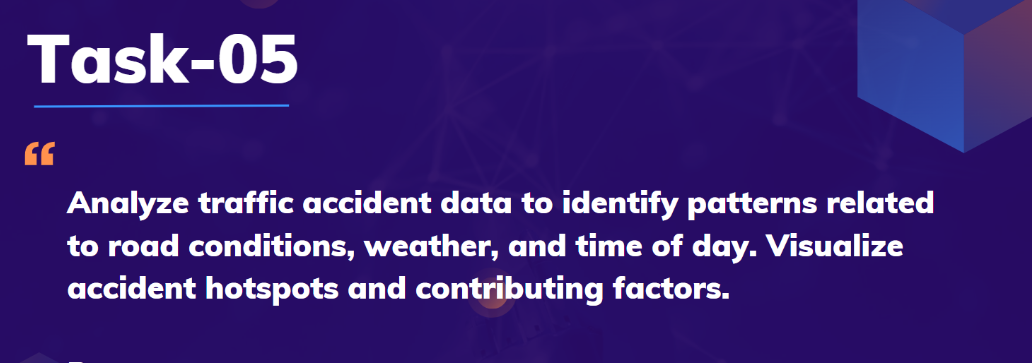 Task-05
“
Analyze traffic accident data to identify patterns related
to road conditions, weather, and time of day. Visualize
accident hotspots and contributing factors.